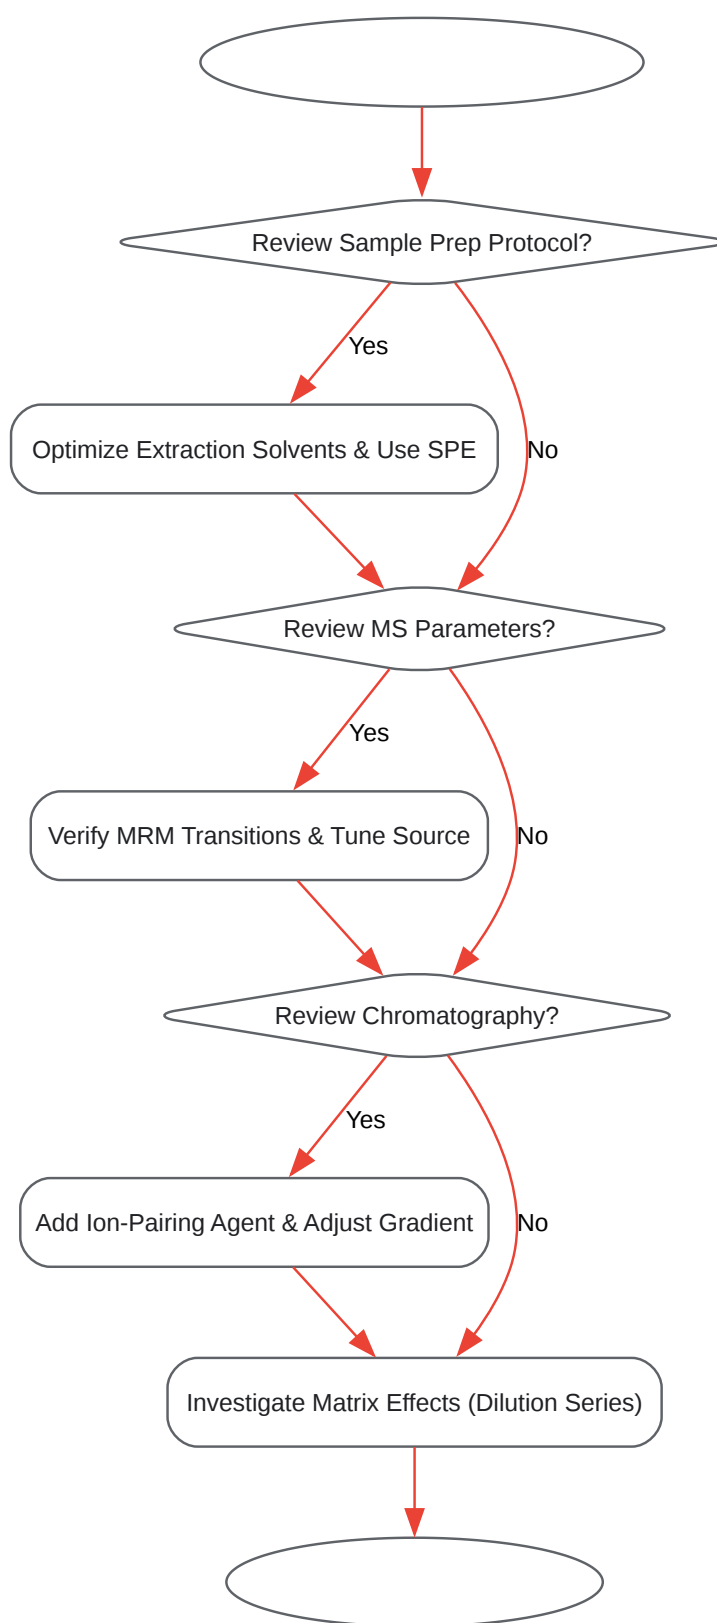 Review Sample Prep Protocol?
Yes
Optimize Extraction Solvents & Use SPE
No
Review MS Parameters?
Yes
Verify MRM Transitions & Tune Source
No
Review Chromatography?
Yes
Add Ion-Pairing Agent & Adjust Gradient
No
Investigate Matrix Effects (Dilution Series)